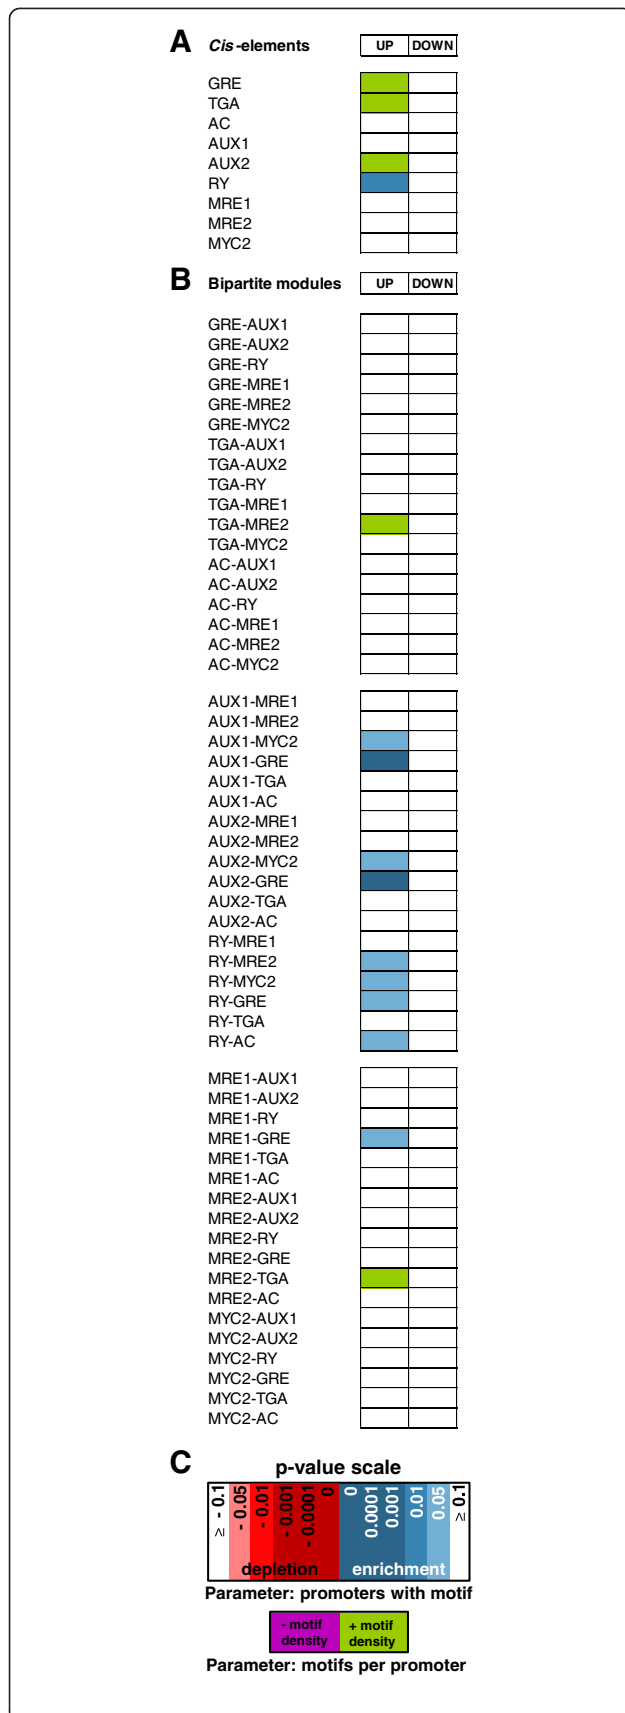 A Cis-elements UP DOWN
GRE
TGA
AC
AUX1
AUX2
RY
MRE1
MRE2
MYC2
B Bipartite modules UP DOWN
GRE-AUX1
GRE-AUX2
GRE-RY
GRE-MRE1
GRE-MRE2
GRE-MYC2
TGA-AUX1
TGA-AUX2
TGA-RY
TGA-MRE1
TGA-MRE2
TGA-MYC2
AC-AUX1
AC-AUX2
AC-RY
AC-MRE1
AC-MRE2
AC-MYC2
AUX1-MRE1
AUX1-MRE2
AUX1-MYC2
AUX1-GRE
AUX1-TGA
AUX1-AC
AUX2-MRE1
AUX2-MRE2
AUX2-MYC2
AUX2-GRE
AUX2-TGA
AUX2-AC
RY-MRE1
RY-MRE2
RY-MYC2
RY-GRE
RY-TGA
RY-AC
MRE1-AUX1
MRE1-AUX2
MRE1-RY
MRE1-GRE
MRE1-TGA
MRE1-AC
MRE2-AUX1
MRE2-AUX2
MRE2-RY
MRE2-GRE
MRE2-TGA
MRE2-AC
MYC2-AUX1
MYC2-AUX2
MYC2-RY
MYC2-GRE
MYC2-TGA
MYC2-AC
C p-value scale
≥ - 0.1
- 0.05
- 0.01
- 0.001
- 0.0001
0
0
0.0001
0.001
0.01
0.05
≥ 0.1
depletion enrichment
Parameter: promoters with motif
- motif density
+ motif density
Parameter: motifs per promoter